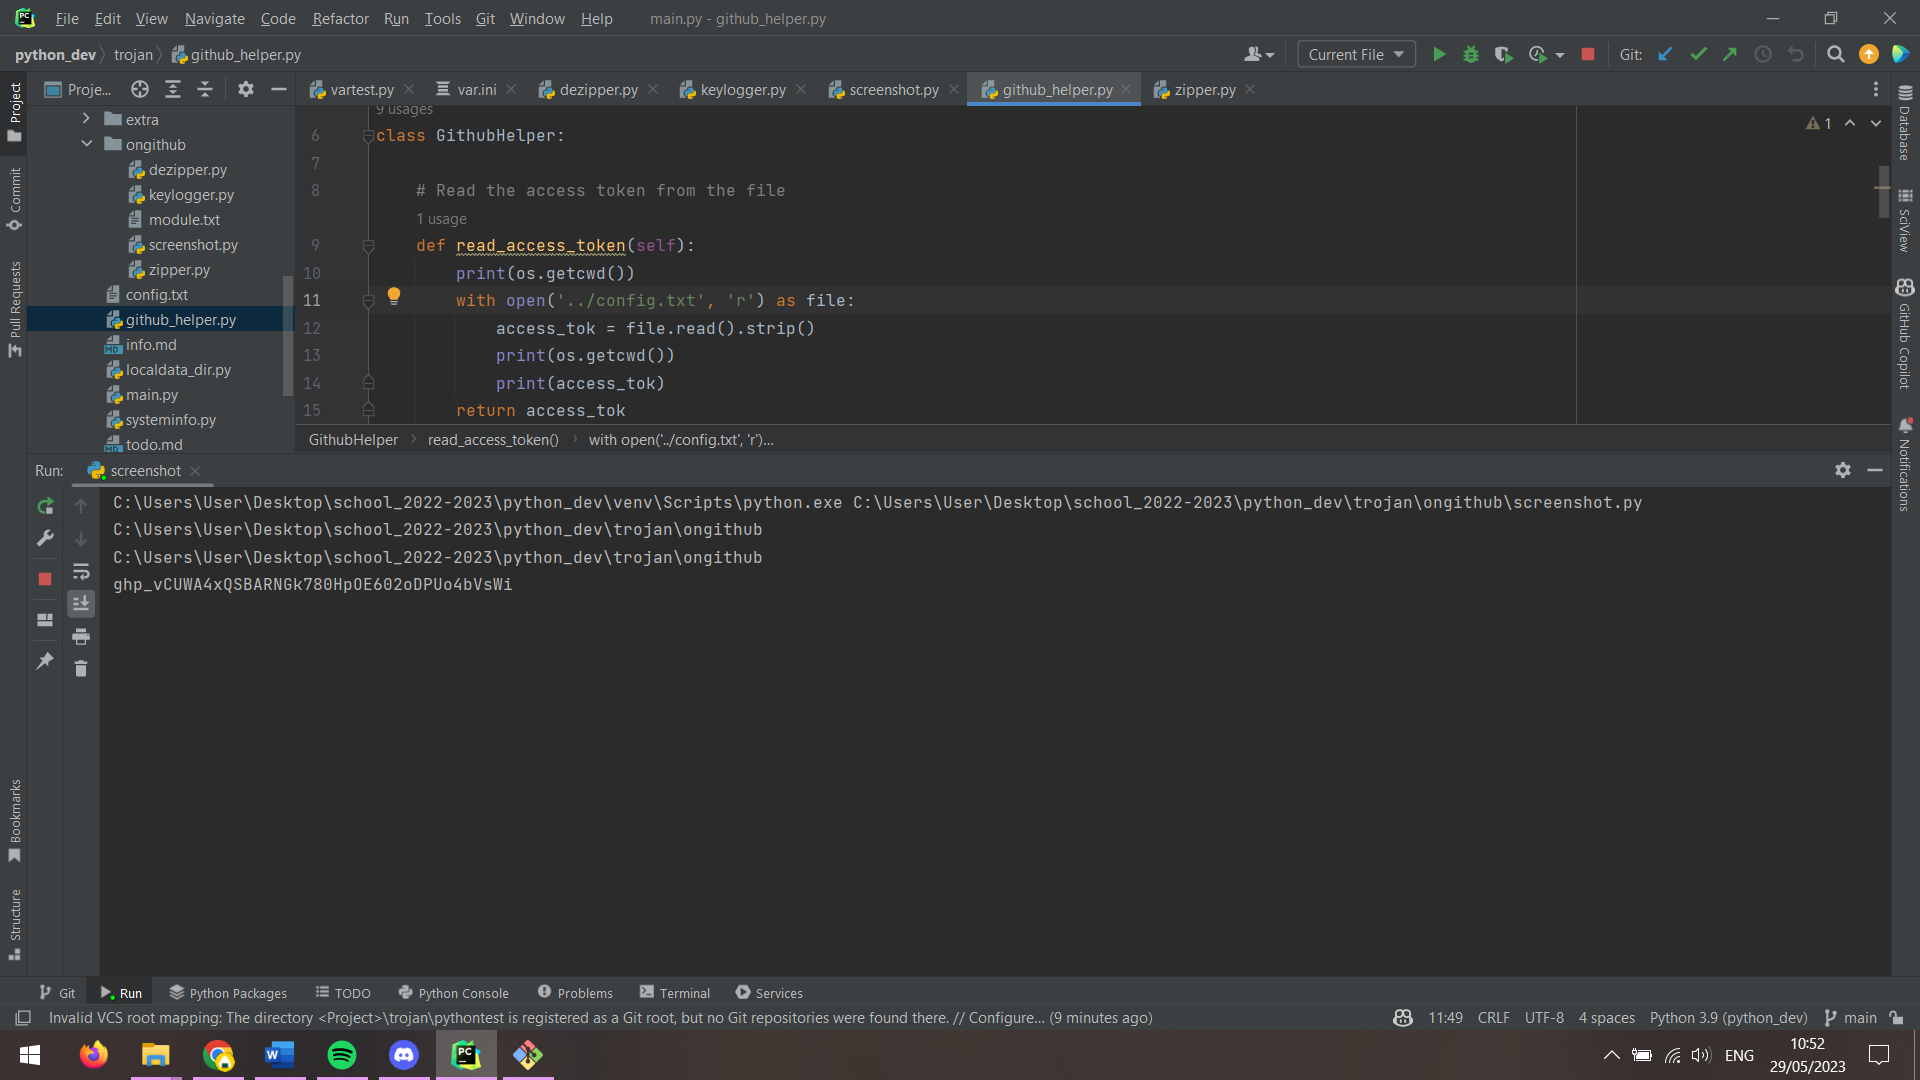 File Edit View Navigate Code Refactor Run Tools Git Window Help main.py - github_helper.py
python_dev trojan github_helper.py
Current File
Git:
Proje...
vartest.py var.ini dezipper.py keylogger.py screenshot.py github_helper.py zipper.py
extra
ongithub
dezipper.py
keylogger.py
module.txt
screenshot.py
zipper.py
config.txt
github_helper.py
info.md
localdata_dir.py
main.py
systeminfo.py
todo.md
9 usages
6 class GithubHelper:
7
8 # Read the access token from the file
1 usage
9 def read_access_token(self):
10 print(os.getcwd())
11 with open('../config.txt', 'r') as file:
12 access_tok = file.read().strip()
13 print(os.getcwd())
14 print(access_tok)
15 return access_tok
1
GithubHelper read_access_token() with open('../config.txt', 'r')...
Project
Commit
Pull Requests
Bookmarks
Structure
Database
SciView
GitHub Copilot
Notifications
Run: screenshot
C:\Users\User\Desktop\school_2022-2023\python_dev\venv\Scripts\python.exe C:\Users\User\Desktop\school_2022-2023\python_dev\trojan\ongithub\screenshot.py
C:\Users\User\Desktop\school_2022-2023\python_dev\trojan\ongithub
C:\Users\User\Desktop\school_2022-2023\python_dev\trojan\ongithub
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
Git Run Python Packages TODO Python Console Problems Terminal Services
Invalid VCS root mapping: The directory <Project>\trojan\pythontest is registered as a Git root, but no Git repositories were found there. // Configure... (9 minutes ago)
11:49 CRLF UTF-8 4 spaces Python 3.9 (python_dev) main
ENG
10:52
29/05/2023